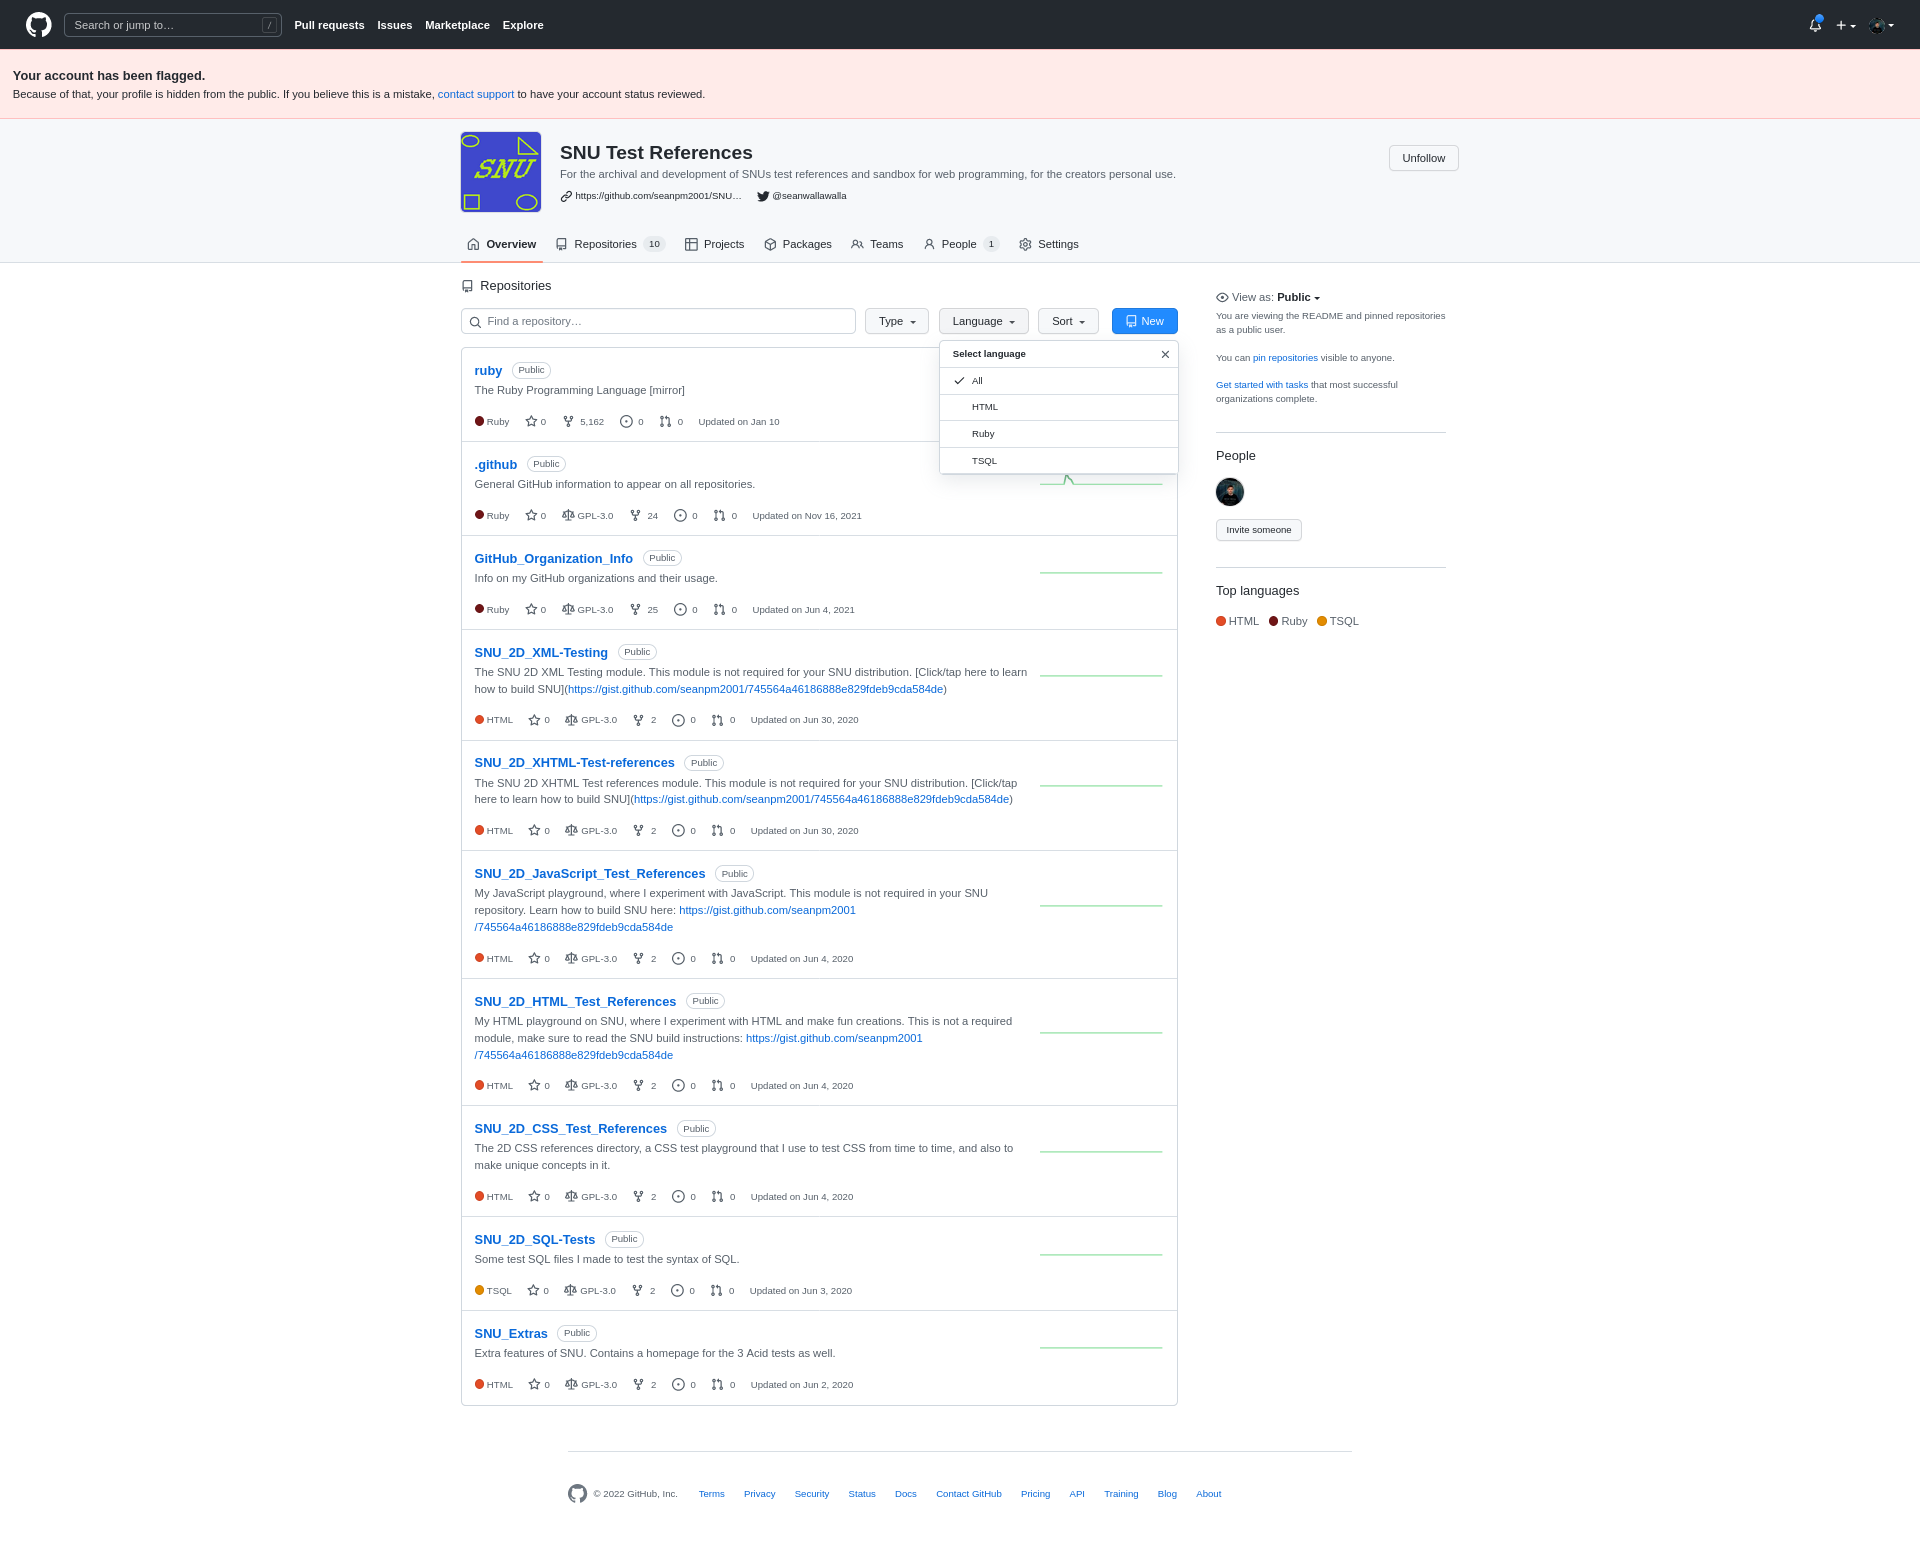 Search or jump to…
/
Pull requests Issues Marketplace Explore
Your account has been flagged.
Because of that, your profile is hidden from the public. If you believe this is a mistake, contact support to have your account status reviewed.
SNU
SNU Test References
For the archival and development of SNUs test references and sandbox for web programming, for the creators personal use.
https://github.com/seanpm2001/SNU… @seanwallawalla
Unfollow
Overview Repositories 10 Projects Packages Teams People 1 Settings
Repositories
Find a repository…
Type Language Sort New
Select language
All
HTML
Ruby
TSQL
ruby Public
The Ruby Programming Language [mirror]
Ruby 0 5,162 0 0 Updated on Jan 10
.github Public
General GitHub information to appear on all repositories.
Ruby 0 GPL-3.0 24 0 0 Updated on Nov 16, 2021
GitHub_Organization_Info Public
Info on my GitHub organizations and their usage.
Ruby 0 GPL-3.0 25 0 0 Updated on Jun 4, 2021
SNU_2D_XML-Testing Public
The SNU 2D XML Testing module. This module is not required for your SNU distribution. [Click/tap here to learn
how to build SNU](https://gist.github.com/seanpm2001/745564a46186888e829fdeb9cda584de)
HTML 0 GPL-3.0 2 0 0 Updated on Jun 30, 2020
SNU_2D_XHTML-Test-references Public
The SNU 2D XHTML Test references module. This module is not required for your SNU distribution. [Click/tap
here to learn how to build SNU](https://gist.github.com/seanpm2001/745564a46186888e829fdeb9cda584de)
HTML 0 GPL-3.0 2 0 0 Updated on Jun 30, 2020
SNU_2D_JavaScript_Test_References Public
My JavaScript playground, where I experiment with JavaScript. This module is not required in your SNU
repository. Learn how to build SNU here: https://gist.github.com/seanpm2001
/745564a46186888e829fdeb9cda584de
HTML 0 GPL-3.0 2 0 0 Updated on Jun 4, 2020
SNU_2D_HTML_Test_References Public
My HTML playground on SNU, where I experiment with HTML and make fun creations. This is not a required
module, make sure to read the SNU build instructions: https://gist.github.com/seanpm2001
/745564a46186888e829fdeb9cda584de
HTML 0 GPL-3.0 2 0 0 Updated on Jun 4, 2020
SNU_2D_CSS_Test_References Public
The 2D CSS references directory, a CSS test playground that I use to test CSS from time to time, and also to
make unique concepts in it.
HTML 0 GPL-3.0 2 0 0 Updated on Jun 4, 2020
SNU_2D_SQL-Tests Public
Some test SQL files I made to test the syntax of SQL.
TSQL 0 GPL-3.0 2 0 0 Updated on Jun 3, 2020
SNU_Extras Public
Extra features of SNU. Contains a homepage for the 3 Acid tests as well.
HTML 0 GPL-3.0 2 0 0 Updated on Jun 2, 2020
View as: Public
You are viewing the README and pinned repositories
as a public user.
You can pin repositories visible to anyone.
Get started with tasks that most successful
organizations complete.
People
Invite someone
Top languages
HTML Ruby TSQL
© 2022 GitHub, Inc. Terms Privacy Security Status Docs Contact GitHub Pricing API Training Blog About